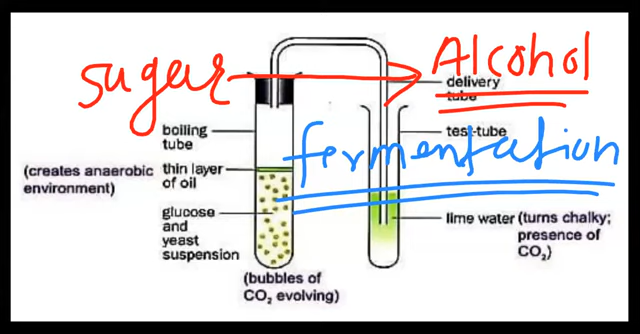 sugar → Alcohol
delivery
tube
boiling
tube
test-tube
fermentation
(creates anaerobic
environment)
thin layer
of oil
glucose
and
yeast
suspension
lime water (turns chalky;
presence of
CO₂)
(bubbles of
CO₂ evolving)